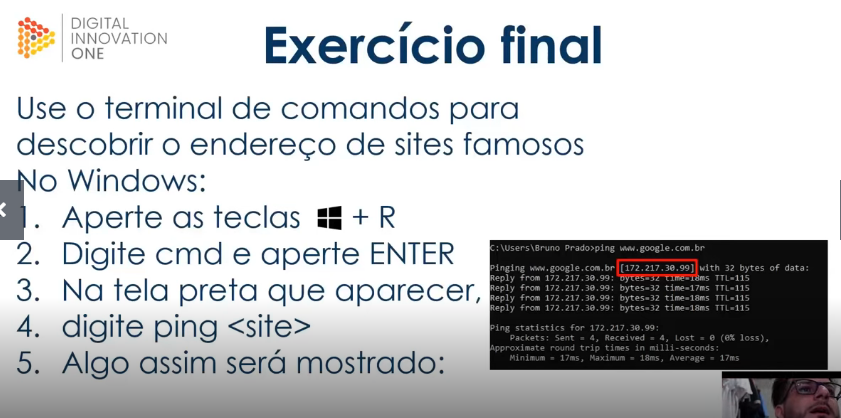 DIGITAL
INNOVATION
ONE
Exercício final
Use o terminal de comandos para
descobrir o endereço de sites famosos
No Windows:
1. Aperte as teclas + R
2. Digite cmd e aperte ENTER
3. Na tela preta que aparecer,
4. digite ping <site>
5. Algo assim será mostrado:
C:\Users\Bruno Prado>ping www.google.com.br
Pinging www.google.com.br [172.217.30.99] with 32 bytes of data:
Reply from 172.217.30.99: bytes=32 time=18ms TTL=115
Reply from 172.217.30.99: bytes=32 time=17ms TTL=115
Reply from 172.217.30.99: bytes=32 time=18ms TTL=115
Reply from 172.217.30.99: bytes=32 time=18ms TTL=115
Ping statistics for 172.217.30.99:
Packets: Sent = 4, Received = 4, Lost = 0 (0% loss),
Approximate round trip times in milli-seconds:
Minimum = 17ms, Maximum = 18ms, Average = 17ms